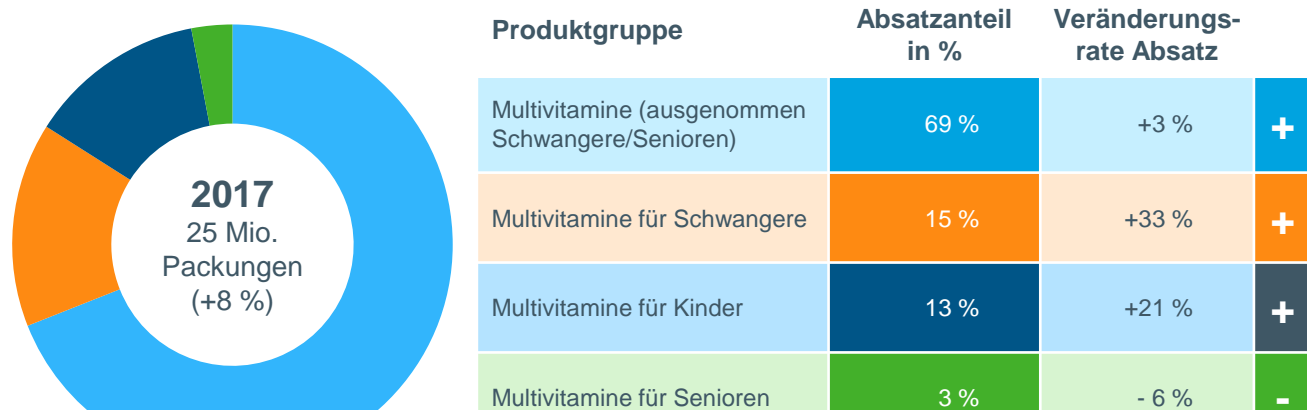 2017
25 Mio.
Packungen
(+8 %)
Produktgruppe
Absatzanteil
in %
Veränderungs-
rate Absatz
Multivitamine (ausgenommen
Schwangere/Senioren)
69 %
+3 %
+
Multivitamine für Schwangere
15 %
+33 %
+
Multivitamine für Kinder
13 %
+21 %
+
Multivitamine für Senioren
3 %
- 6 %
-